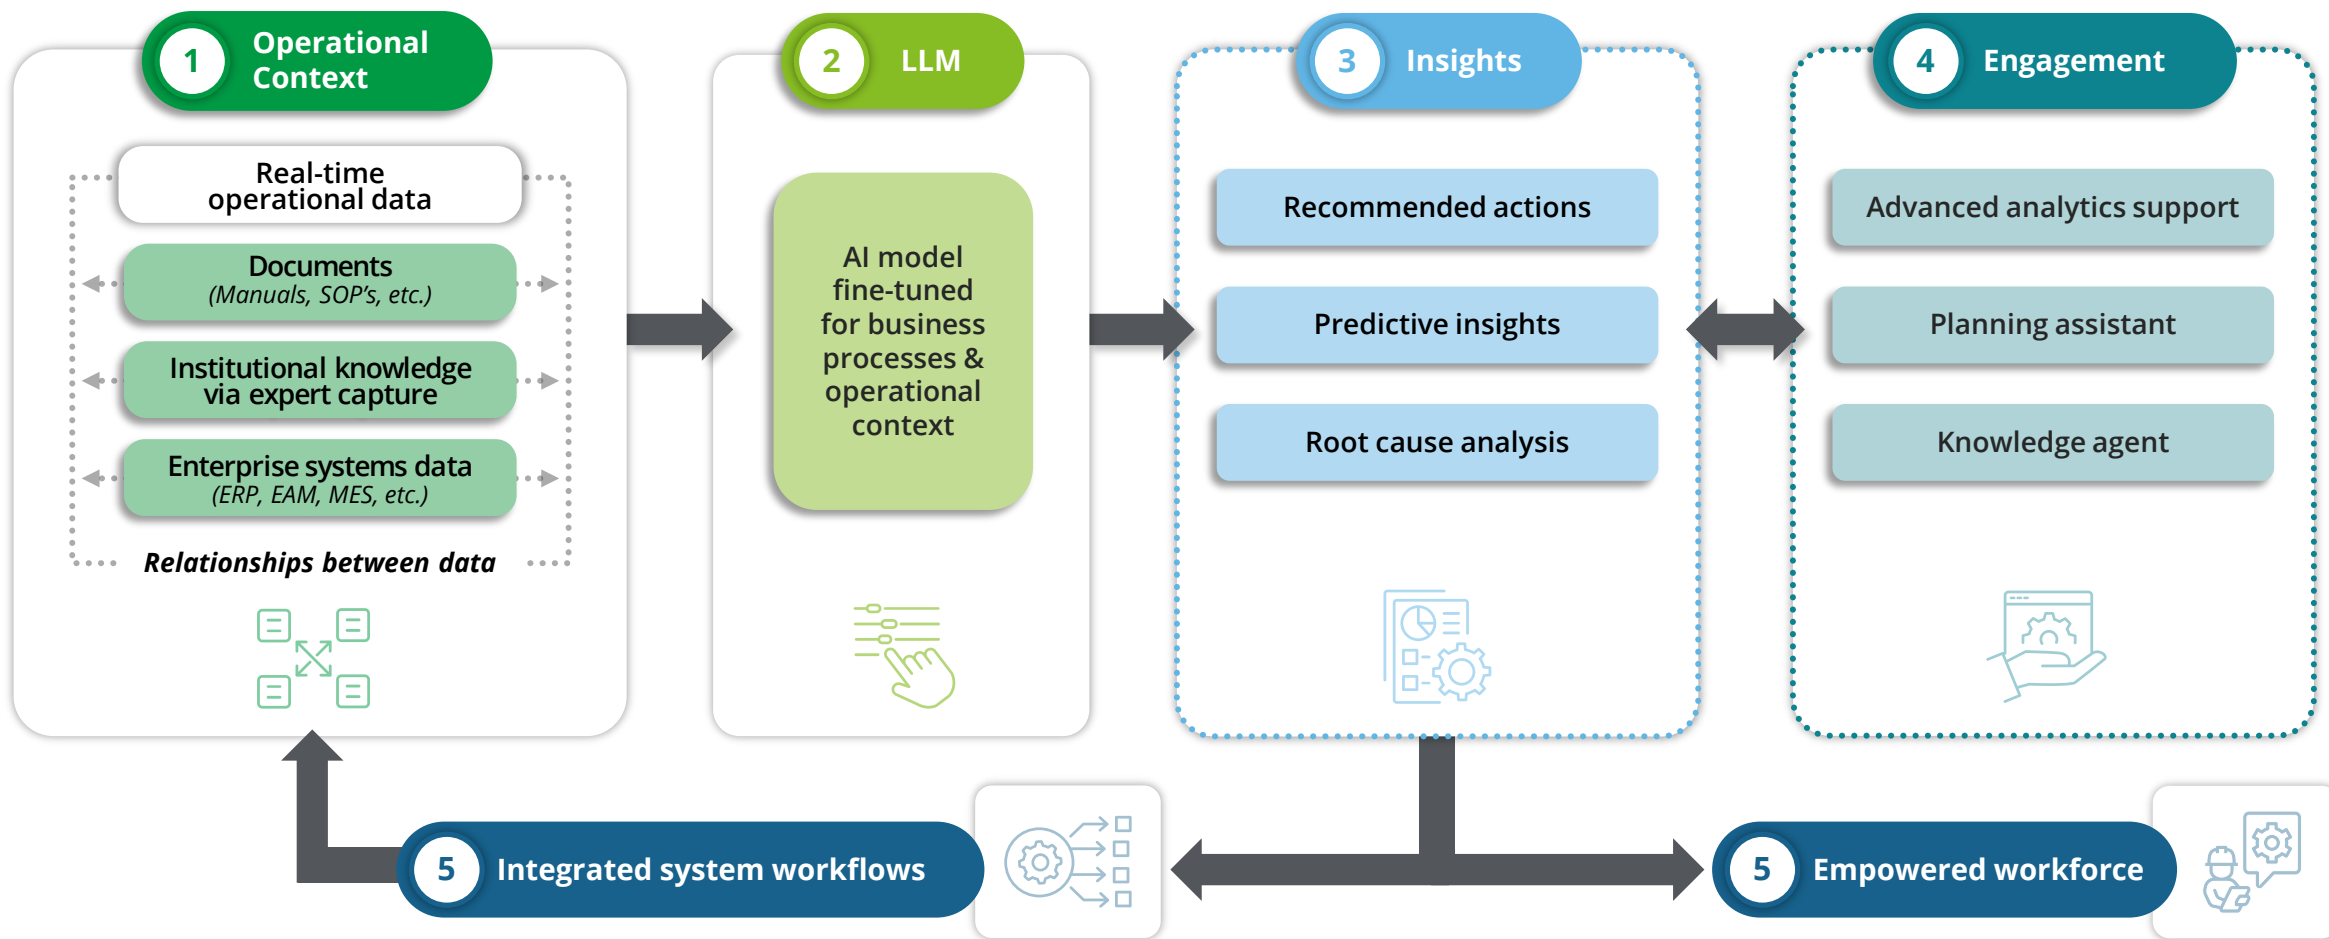 1
Operational
Context
Real-time
operational data
Documents
(Manuals, SOP's, etc.)
Institutional knowledge
via expert capture
Enterprise systems data
(ERP, EAM, MES, etc.)
Relationships between data
2
LLM
AI model
fine-tuned
for business
processes &
operational
context
3
Insights
Recommended actions
Predictive insights
Root cause analysis
4
Engagement
Advanced analytics support
Planning assistant
Knowledge agent
5
Integrated system workflows
5
Empowered workforce